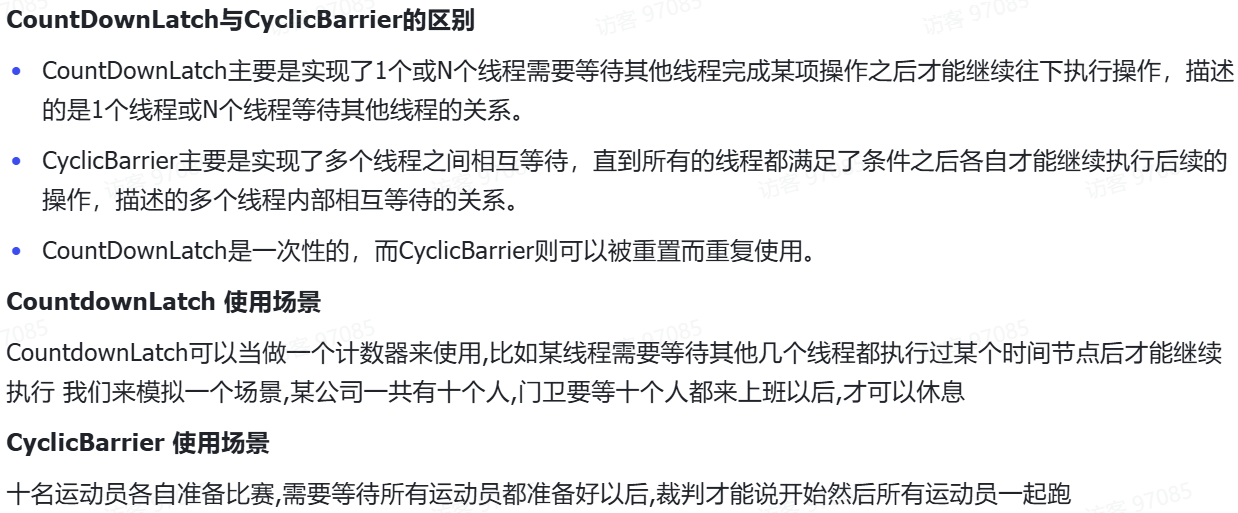 CountDownLatch与CyclicBarrier的区别
CountDownLatch主要是实现了1个或N个线程需要等待其他线程完成某项操作之后才能继续往下执行操作，描述
的是1个线程或N个线程等待其他线程的关系。
CyclicBarrier主要是实现了多个线程之间相互等待，直到所有的线程都满足了条件之后各自才能继续执行后续的
操作，描述的多个线程内部相互等待的关系。
CountDownLatch是一次性的，而CyclicBarrier则可以被重置而重复使用。
CountdownLatch 使用场景
CountdownLatch可以当做一个计数器来使用,比如某线程需要等待其他几个线程都执行过某个时间节点后才能继续
执行 我们来模拟一个场景,某公司一共有十个人,门卫要等十个人都来上班以后,才可以休息
CyclicBarrier 使用场景
十名运动员各自准备比赛,需要等待所有运动员都准备好以后,裁判才能说开始然后所有运动员一起跑
访客 97085